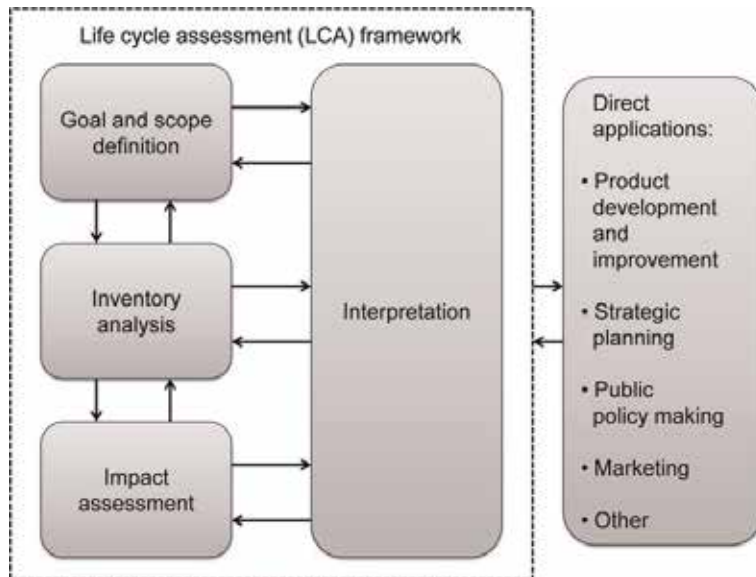 Life cycle assessment (LCA) framework
Goal and scope
definition
Inventory
analysis
Impact
assessment
Interpretation
Direct
applications:
• Product
development
and
improvement
• Strategic
planning
• Public
policy making
• Marketing
• Other